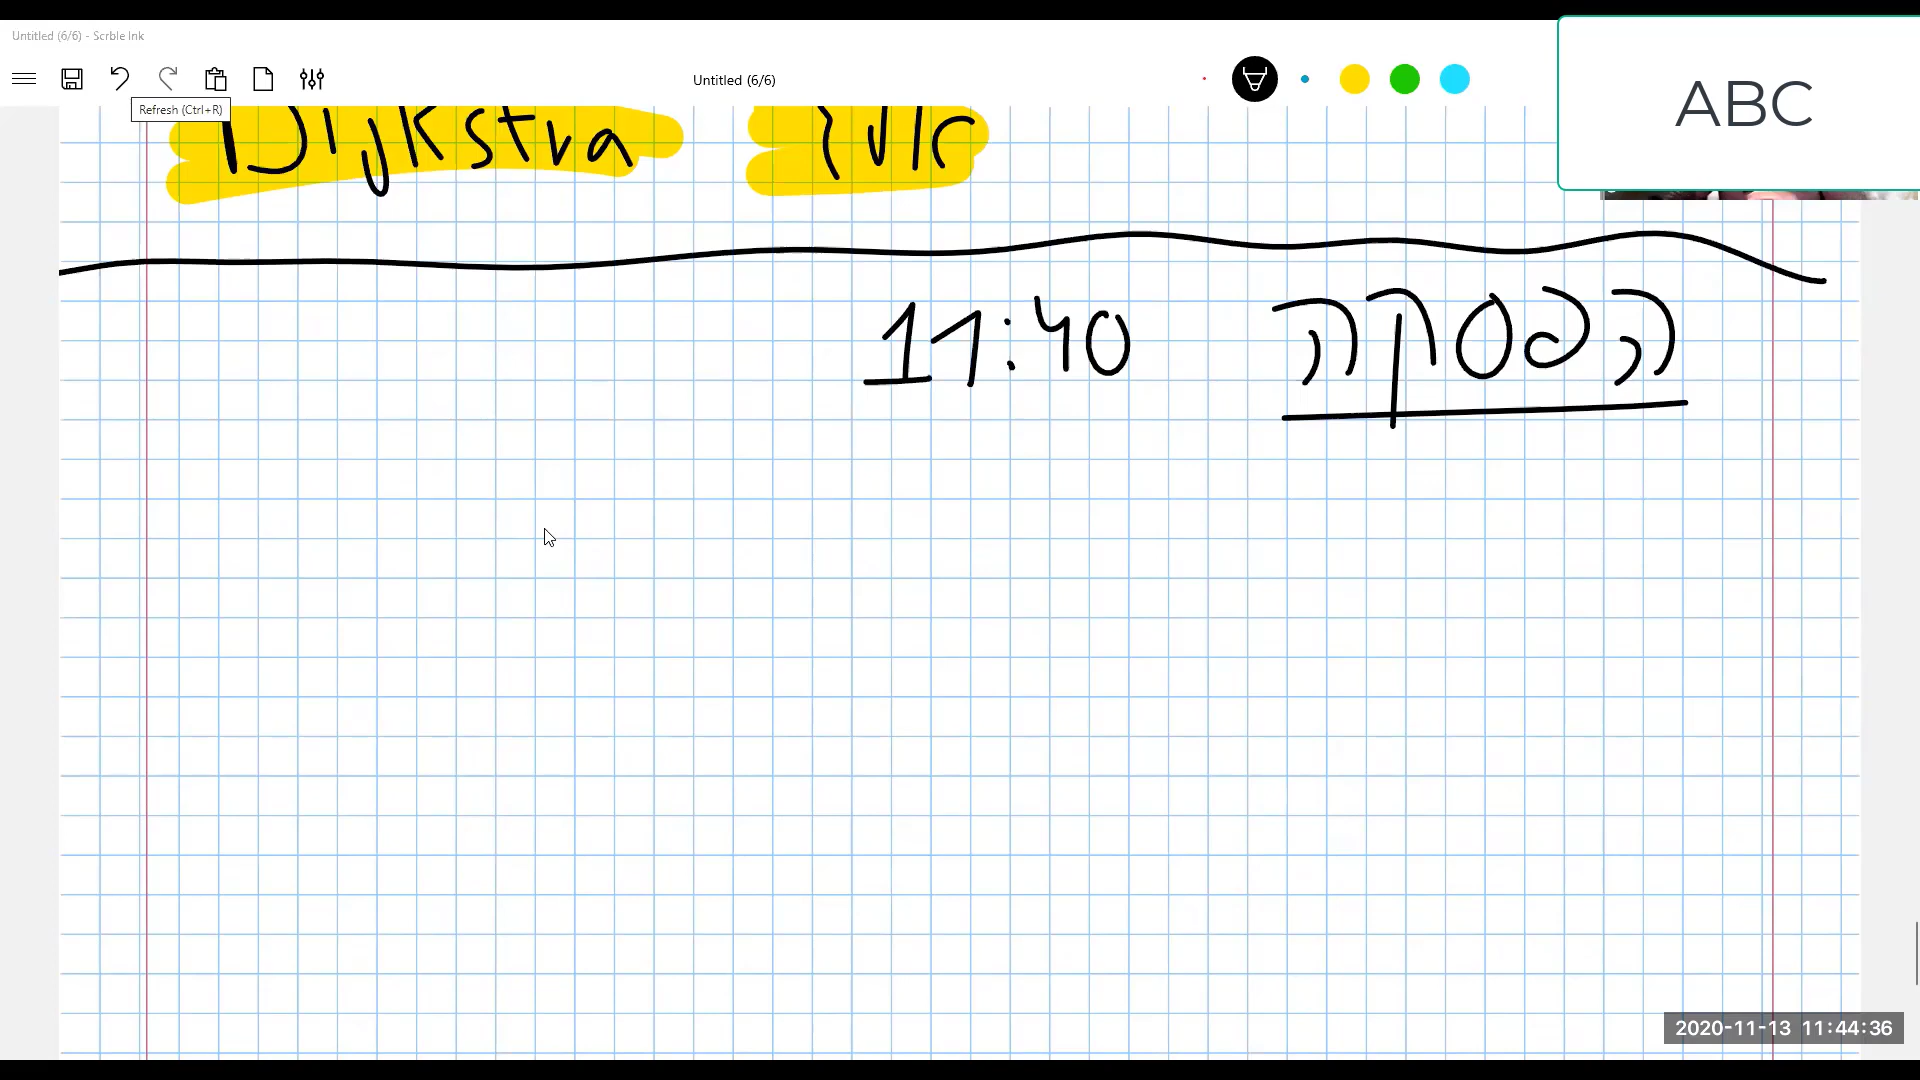 Untitled (6/6) - Scrble Ink
Untitled (6/6)
ABC
Refresh (Ctrl+R)
Dijkstra
הפסקה 11:40
2020-11-13 11:44:36